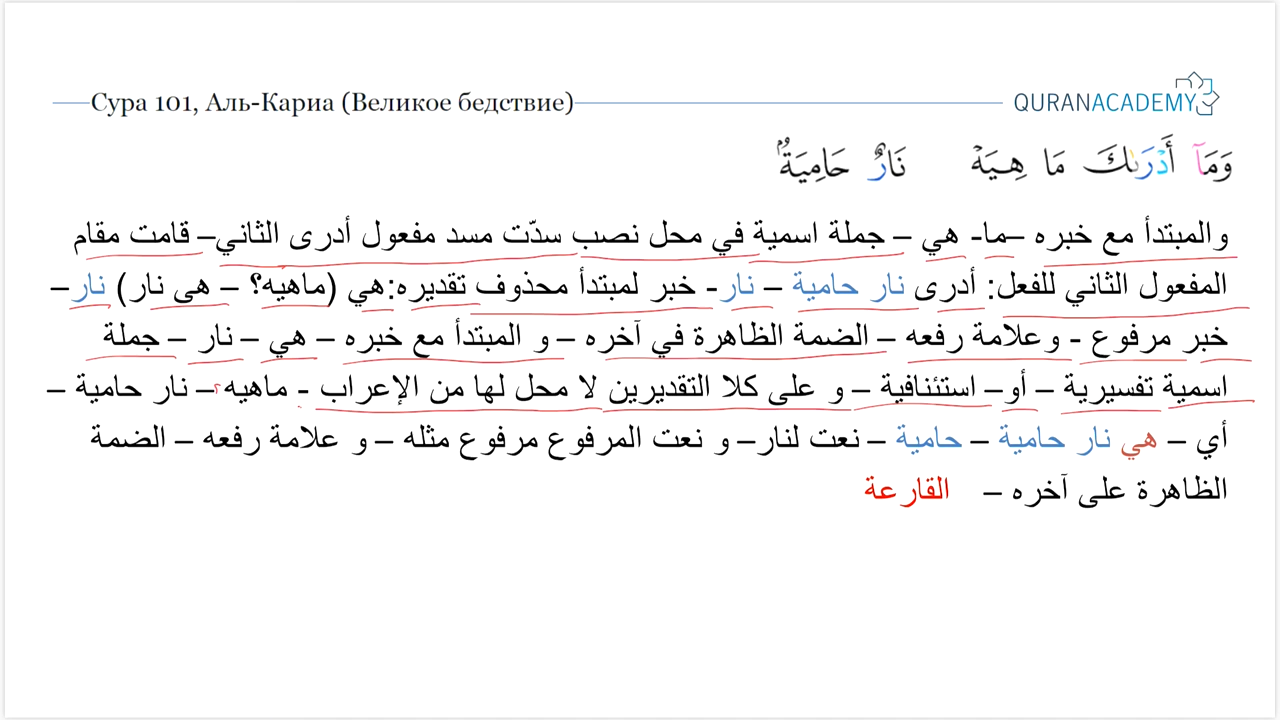 Сура 101, Аль-Кариа (Великое бедствие)
QURANACADEMY
وَمَآ أَدْرَىٰكَ مَا هِيَهْ نَارٌ حَامِيَةٌۢ
والمبتدأ مع خبره –ما- هي – جملة اسمية في محل نصب سدّت مسد مفعول أدرى الثاني– قامت مقام
المفعول الثاني للفعل: أدرى نار حامية – نار- خبر لمبتدأ محذوف تقديره:هي (ماهيه؟ – هى نار) نار–
خبر مرفوع - وعلامة رفعه – الضمة الظاهرة في آخره – و المبتدأ مع خبره – هي – نار – جملة
اسمية تفسيرية – أو– استئنافية – و على كلا التقديرين لا محل لها من الإعراب - ماهيه – نار حامية –
أي – هي نار حامية – حامية – نعت لنار– و نعت المرفوع مرفوع مثله – و علامة رفعه – الضمة
الظاهرة على آخره – القارعة